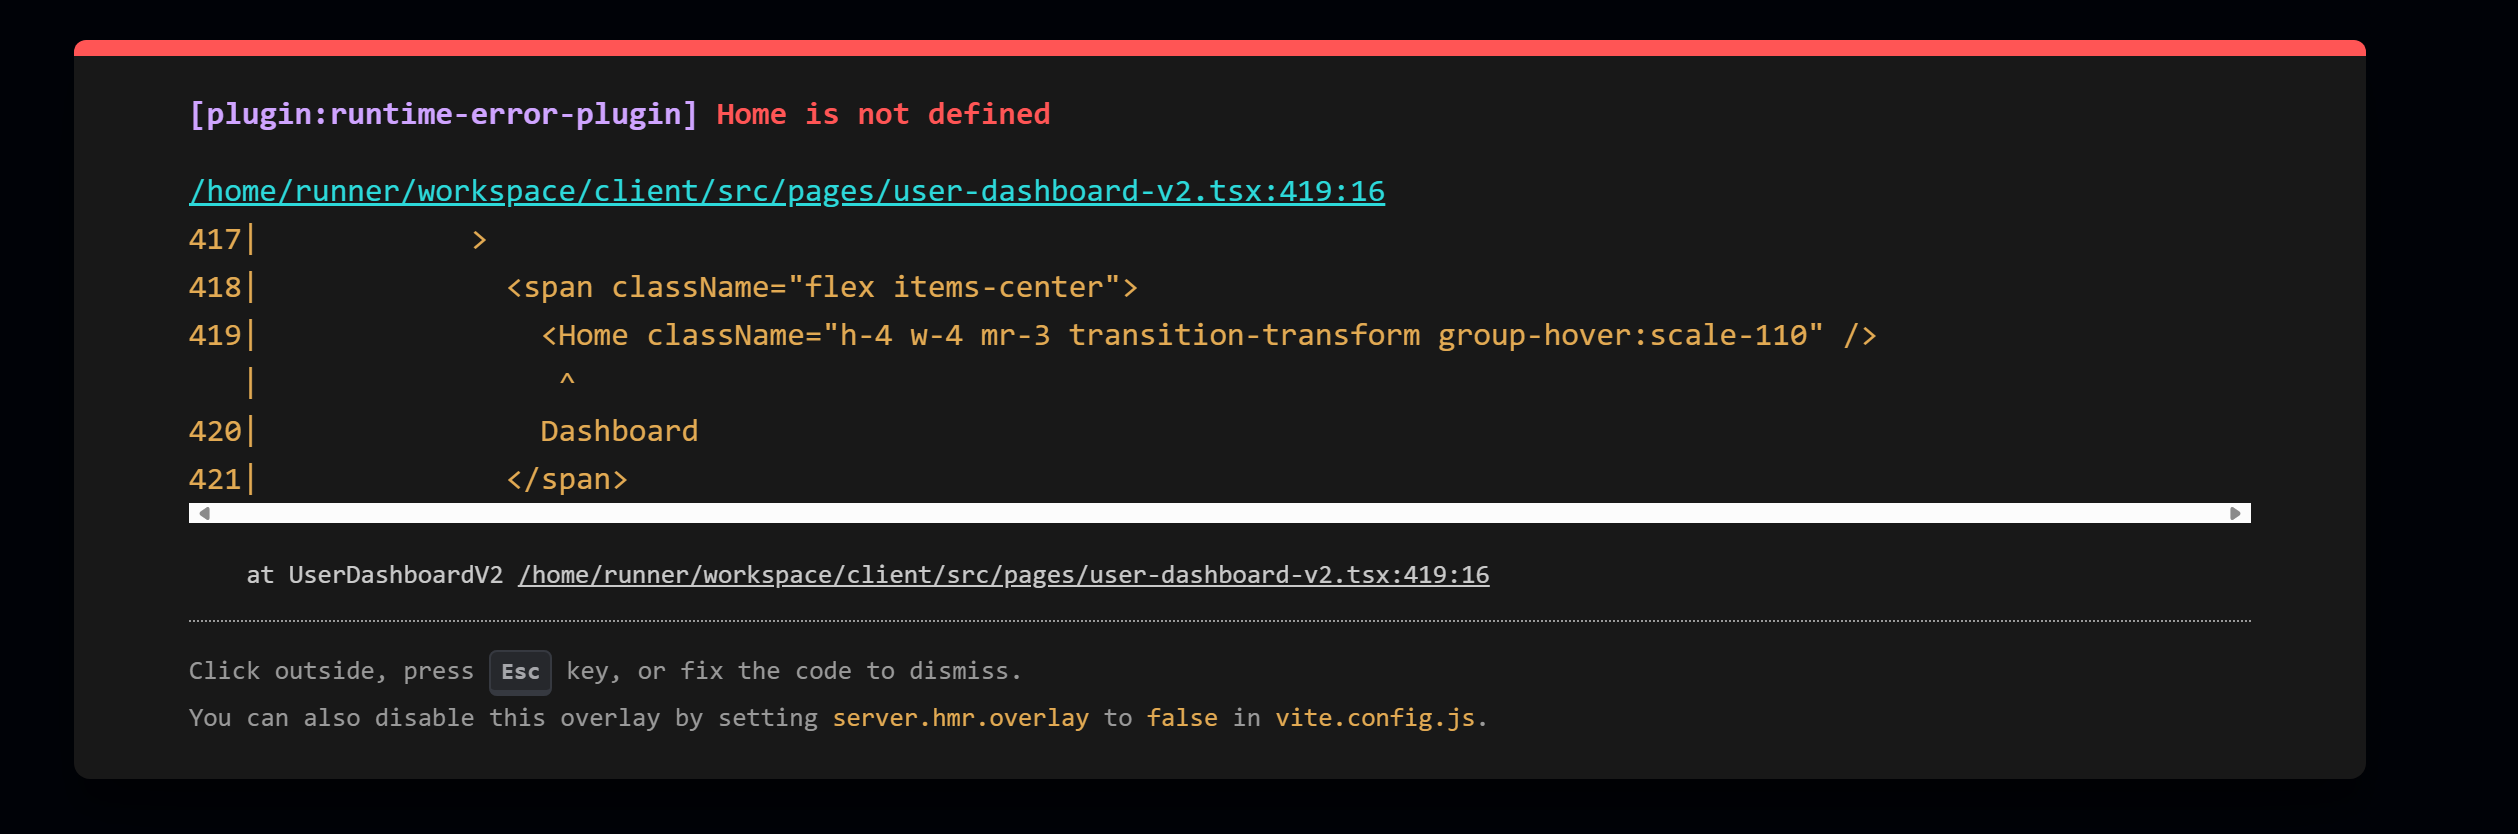 [plugin:runtime-error-plugin] Home is not defined
/home/runner/workspace/client/src/pages/user-dashboard-v2.tsx:419:16
417|            >
418|              <span className="flex items-center">
419|                <Home className="h-4 w-4 mr-3 transition-transform group-hover:scale-110" />
   |                 ^
420|                Dashboard
421|              </span>
at UserDashboardV2 /home/runner/workspace/client/src/pages/user-dashboard-v2.tsx:419:16
Click outside, press Esc key, or fix the code to dismiss.
You can also disable this overlay by setting server.hmr.overlay to false in vite.config.js.